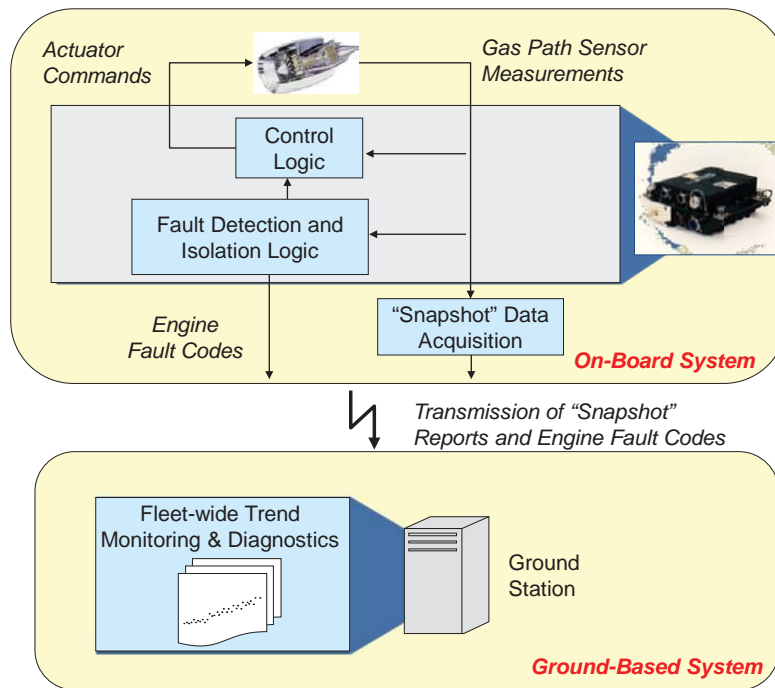 Actuator
Commands
Gas Path Sensor
Measurements
Control
Logic
Fault Detection and
Isolation Logic
Engine
Fault Codes
“Snapshot” Data
Acquisition
On-Board System
Transmission of “Snapshot”
Reports and Engine Fault Codes
Fleet-wide Trend
Monitoring & Diagnostics
Ground
Station
Ground-Based System